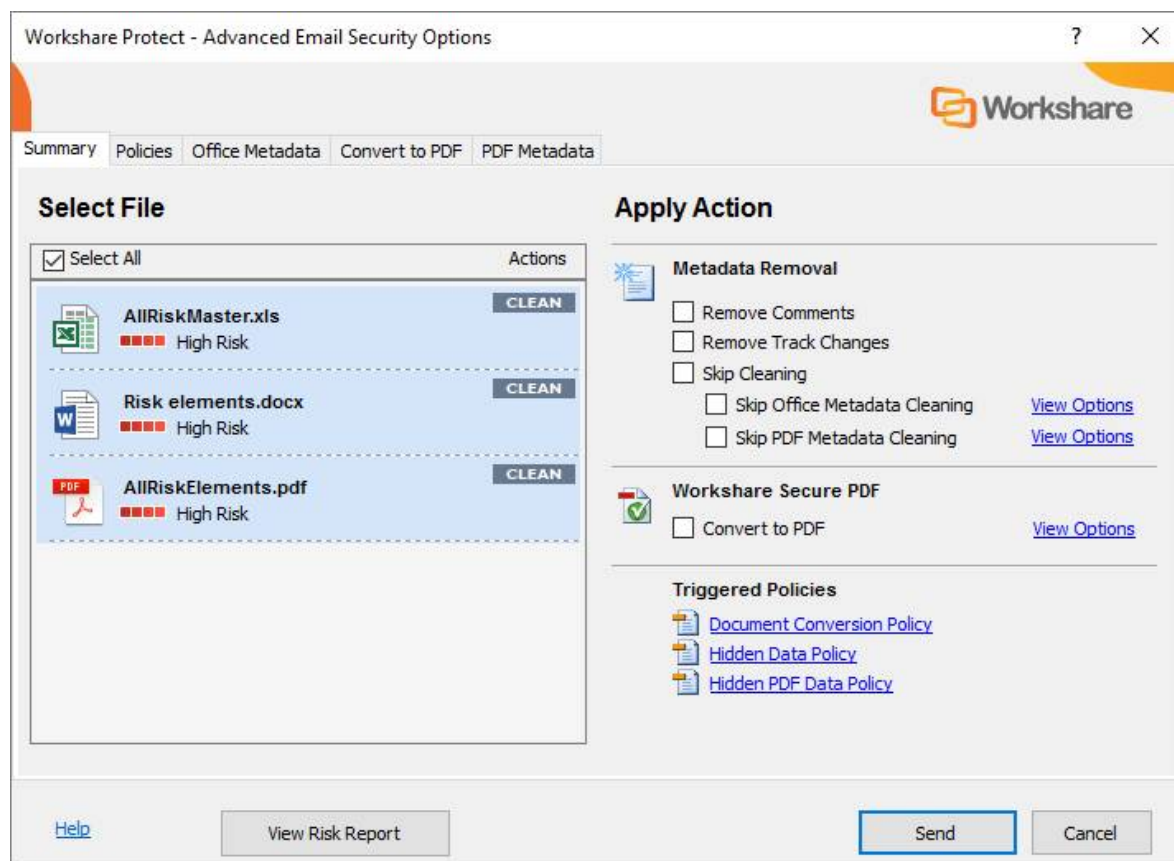 Workshare Protect - Advanced Email Security Options
?
Workshare
Summary Policies Office Metadata Convert to PDF PDF Metadata
Select File
Select All Actions
AllRiskMaster.xls CLEAN
High Risk
Risk elements.docx CLEAN
High Risk
PDF AllRiskElements.pdf CLEAN
High Risk
Apply Action
Metadata Removal
Remove Comments
Remove Track Changes
Skip Cleaning
Skip Office Metadata Cleaning View Options
Skip PDF Metadata Cleaning View Options
Workshare Secure PDF
Convert to PDF View Options
Triggered Policies
Document Conversion Policy
Hidden Data Policy
Hidden PDF Data Policy
Help View Risk Report Send Cancel